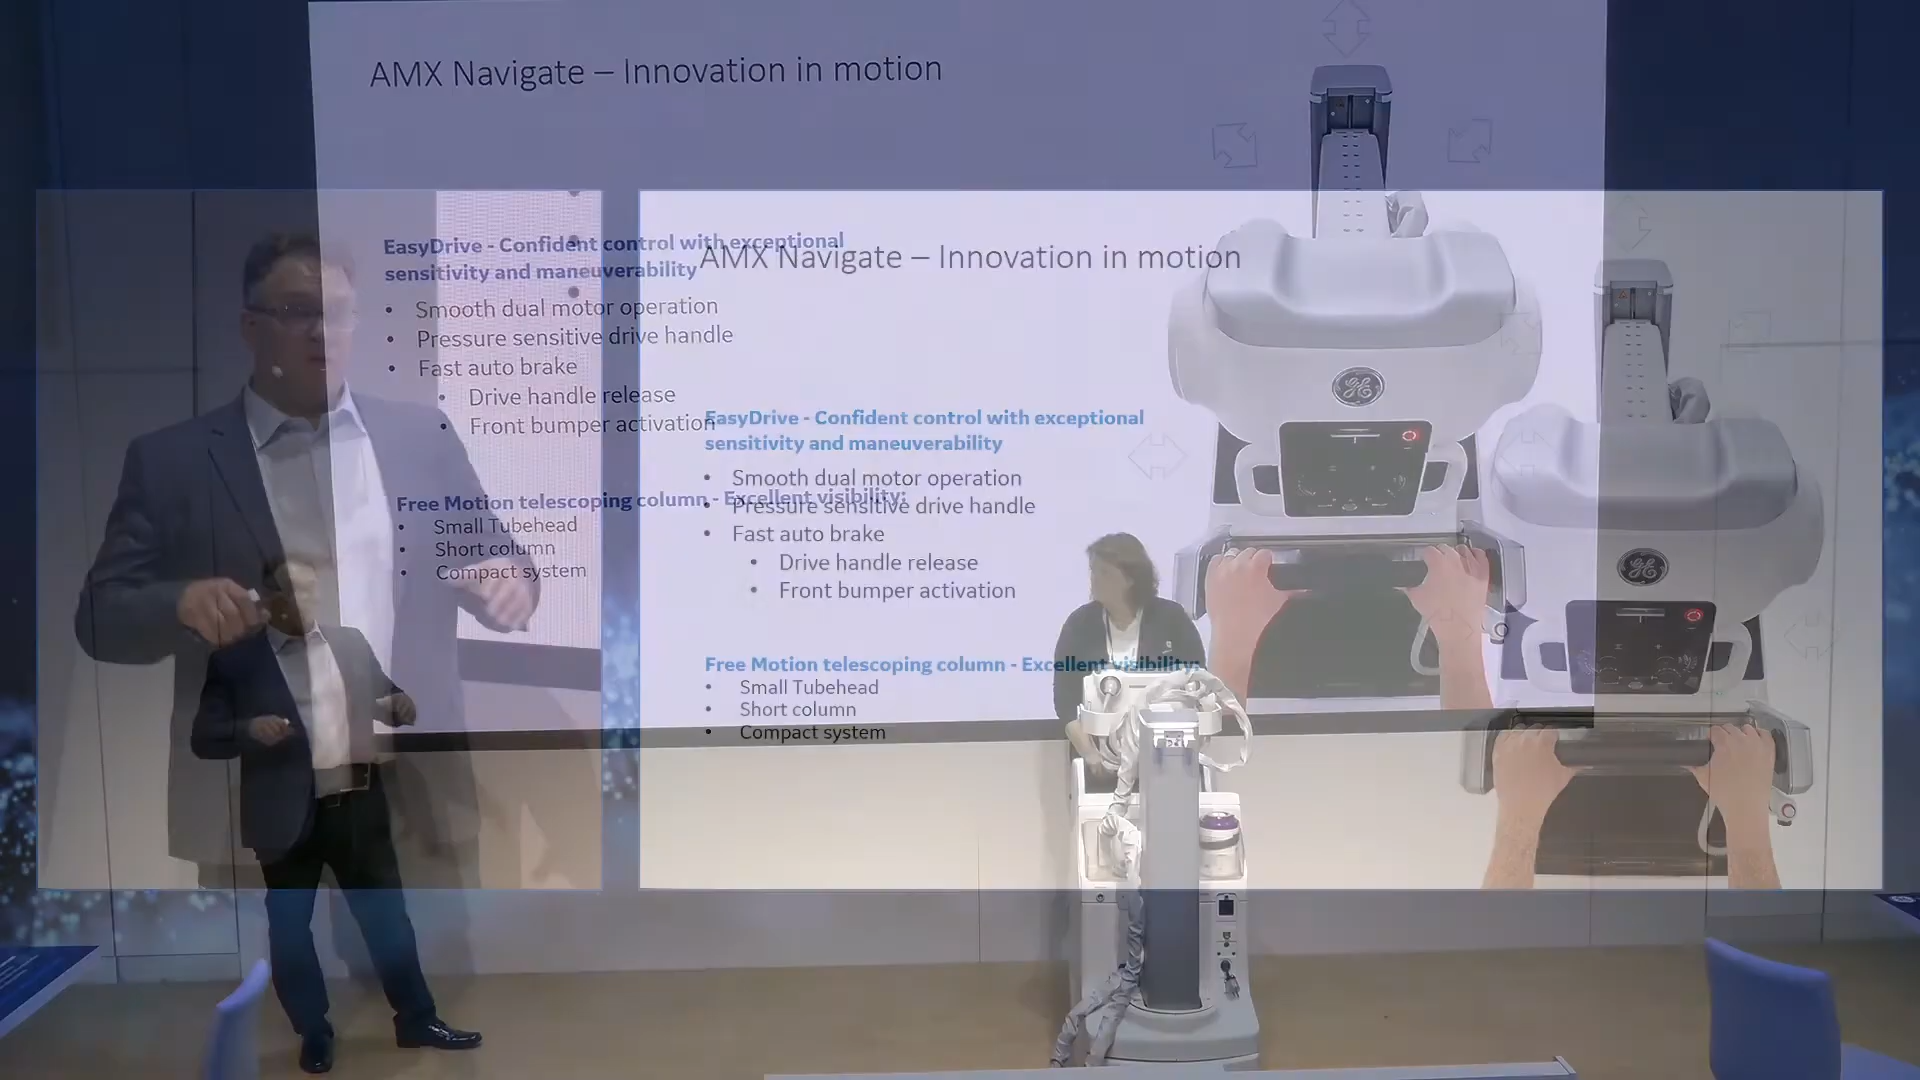 AMX Navigate – Innovation in motion
EasyDrive - Confident control with exceptional
sensitivity and maneuverability
• Smooth dual motor operation
• Pressure sensitive drive handle
• Fast auto brake
• Drive handle release
• Front bumper activation
Free Motion telescoping column - Excellent visibility:
• Small Tubehead
• Short column
• Compact system
AMX Navigate – Innovation in motion
EasyDrive - Confident control with exceptional
sensitivity and maneuverability
• Smooth dual motor operation
• Pressure sensitive drive handle
• Fast auto brake
• Drive handle release
• Front bumper activation
Free Motion telescoping column - Excellent visibility:
• Small Tubehead
• Short column
• Compact system
GE
GE